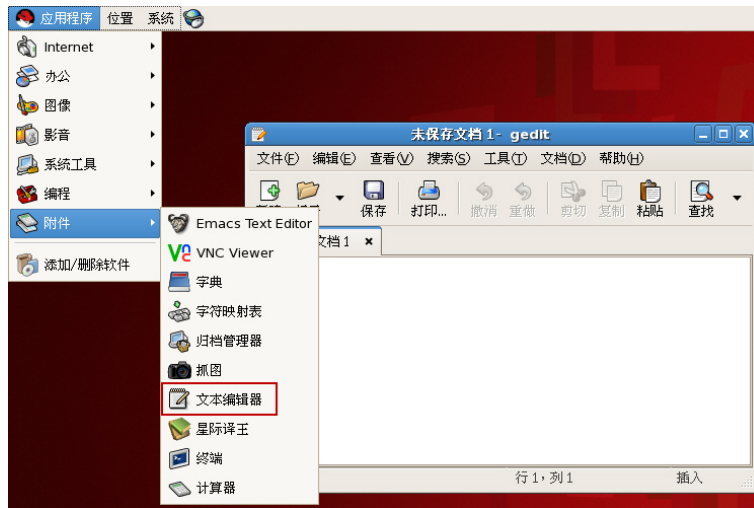 应用程序 位置 系统
Internet
办公
图像
影音
系统工具
编程
附件
添加/删除软件
Emacs Text Editor
VNC Viewer
字典
字符映射表
归档管理器
抓图
文本编辑器
星际译王
终端
计算器
未保存文档 1- gedit
文件(F) 编辑(E) 查看(V) 搜索(S) 工具(T) 文档(D) 帮助(H)
保存 打印... 撤消 重做 剪切 复制 粘贴 查找
文档 1
行 1,列 1 插入